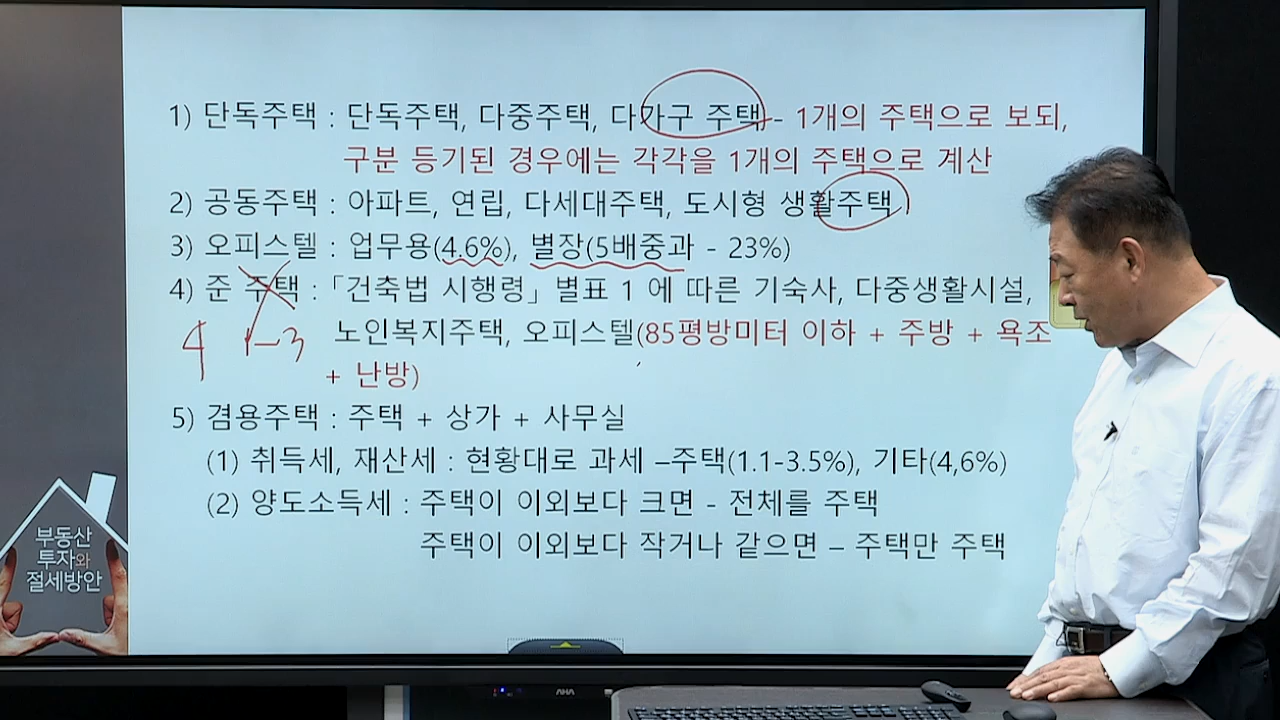 1) 단독주택 : 단독주택, 다중주택, 다가구 주택 - 1개의 주택으로 보되,
구분 등기된 경우에는 각각을 1개의 주택으로 계산
2) 공동주택 : 아파트, 연립, 다세대주택, 도시형 생활주택
3) 오피스텔 : 업무용(4.6%), 별장(5배중과 - 23%)
4) 준 주택 : 「건축법 시행령」 별표 1 에 따른 기숙사, 다중생활시설,
노인복지주택, 오피스텔(85평방미터 이하 + 주방 + 욕조
+ 난방)
4 1-3
5) 겸용주택 : 주택 + 상가 + 사무실
(1) 취득세, 재산세 : 현황대로 과세 –주택(1.1-3.5%), 기타(4,6%)
(2) 양도소득세 : 주택이 이외보다 크면 - 전체를 주택
주택이 이외보다 작거나 같으면 – 주택만 주택
부동산
투자와
절세방안
AHA